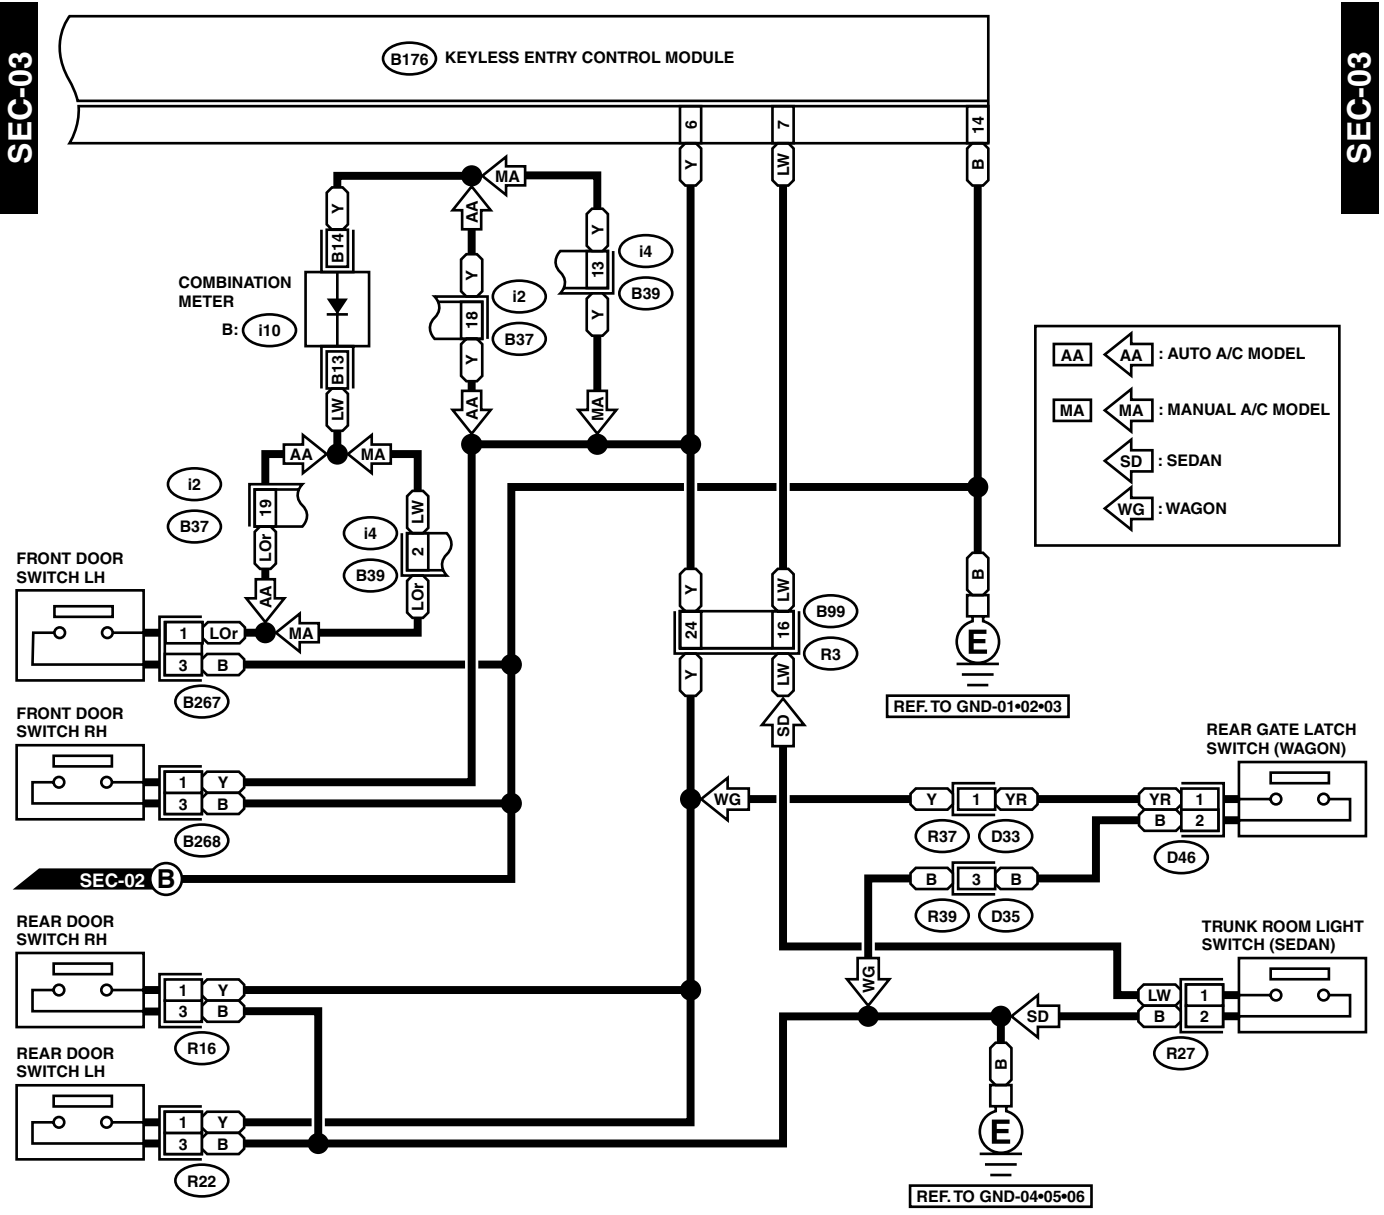 SEC-03
SEC-03
B176 KEYLESS ENTRY CONTROL MODULE
6 7 14
Y LW B
MA
Y AA Y
B14 13 i4
COMBINATION
METER
B: i10
Y i2 B39
18 B37 Y
B13 Y
LW AA MA
AA MA
i2 19 LW
B37 i4 2
LOr B39 LOr
AA MA
AA AA : AUTO A/C MODEL
MA MA : MANUAL A/C MODEL
SD : SEDAN
WG : WAGON
FRONT DOOR
SWITCH LH
1 LOr
3 B
B267
Y LW B
24 16 B99
R3
Y LW
SD
E
REF. TO GND-01•02•03
FRONT DOOR
SWITCH RH
1 Y
3 B
B268
SEC-02 B
REAR GATE LATCH
SWITCH (WAGON)
WG Y 1 YR YR 1
B 2
R37 D33 D46
B 3 B
R39 D35
WG
REAR DOOR
SWITCH RH
1 Y
3 B
R16
TRUNK ROOM LIGHT
SWITCH (SEDAN)
LW 1
SD B 2
R27
REAR DOOR
SWITCH LH
1 Y
3 B
R22
B
E
REF. TO GND-04•05•06